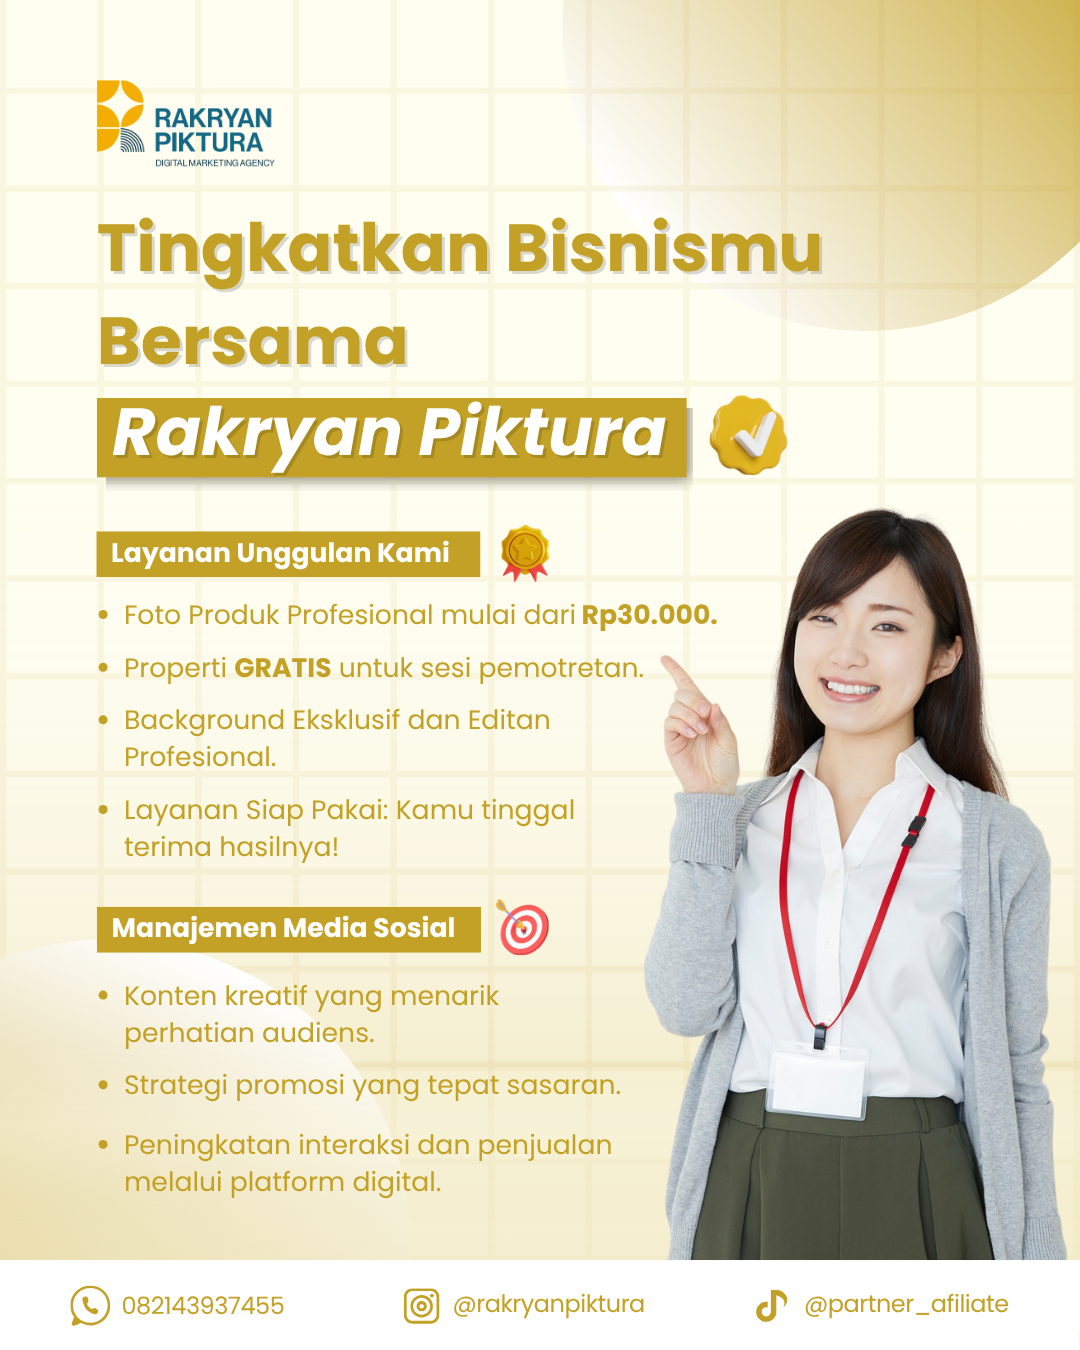 RAKRYAN
PIKTURA
DIGITAL MARKETING AGENCY
Tingkatkan Bisnismu
Bersama
Rakryan Piktura
Layanan Unggulan Kami
• Foto Produk Profesional mulai dari Rp30.000.
• Properti GRATIS untuk sesi pemotretan.
• Background Eksklusif dan Editan
Profesional.
• Layanan Siap Pakai: Kamu tinggal
terima hasilnya!
Manajemen Media Sosial
• Konten kreatif yang menarik
perhatian audiens.
• Strategi promosi yang tepat sasaran.
• Peningkatan interaksi dan penjualan
melalui platform digital.
082143937455
@rakryanpiktura
@partner_afiliate